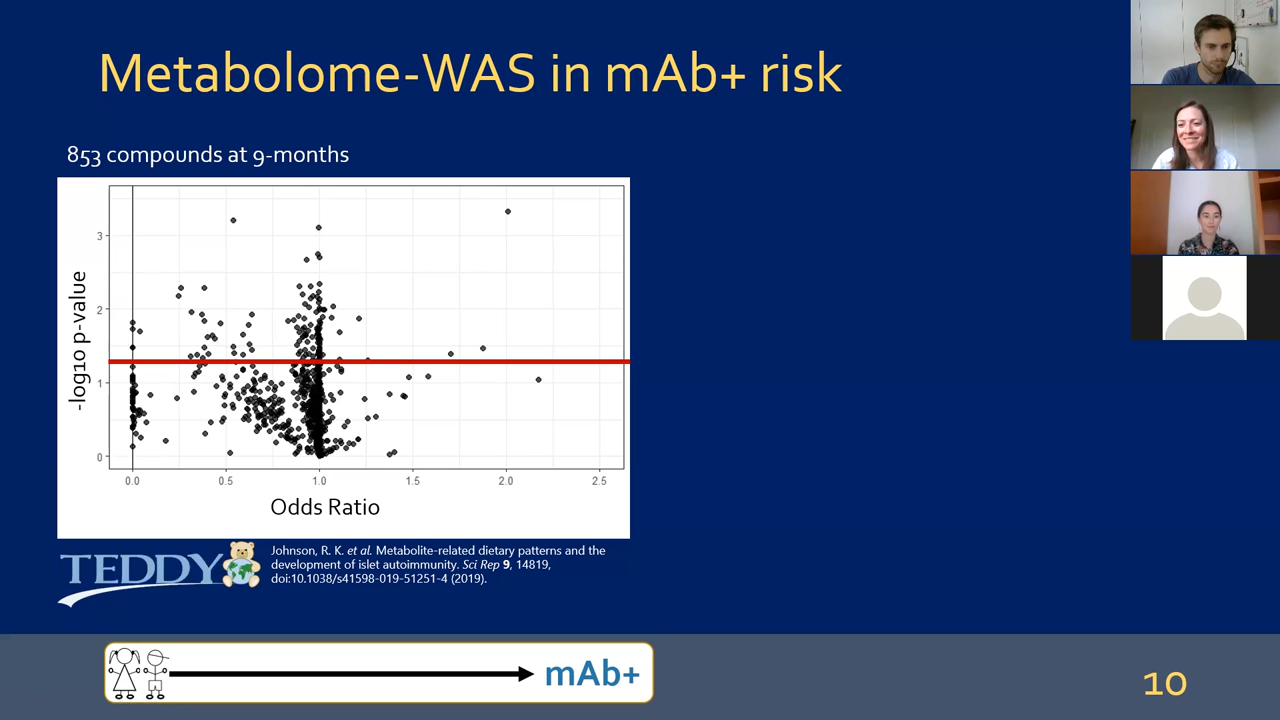 Metabolome-WAS in mAb+ risk
853 compounds at 9-months
-log10 p-value
3
2
1
0
0.0 0.5 1.0 1.5 2.0 2.5
Odds Ratio
TEDDY
Johnson, R. K. et al. Metabolite-related dietary patterns and the
development of islet autoimmunity. Sci Rep 9, 14819,
doi:10.1038/s41598-019-51251-4 (2019).
mAb+
10